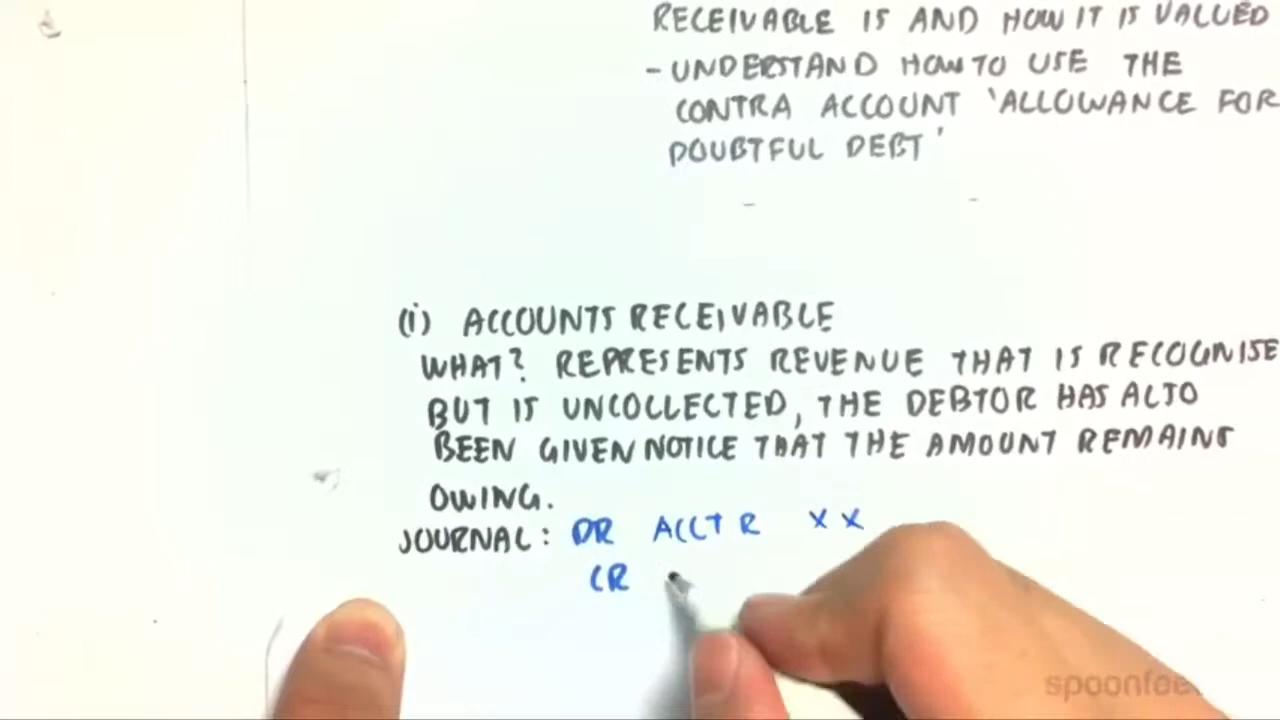 RECEIVABLE IS AND HOW IT IS VALUED
- UNDERSTAND HOW TO USE THE
CONTRA ACCOUNT 'ALLOWANCE FOR
DOUBTFUL DEBT'
(i) ACCOUNTS RECEIVABLE
WHAT? REPRESENTS REVENUE THAT IS RECOGNISE
BUT IS UNCOLLECTED, THE DEBTOR HAS ALSO
BEEN GIVEN NOTICE THAT THE AMOUNT REMAINS
OWING.
JOURNAL: DR ACCT R XX
CR
spoonfee